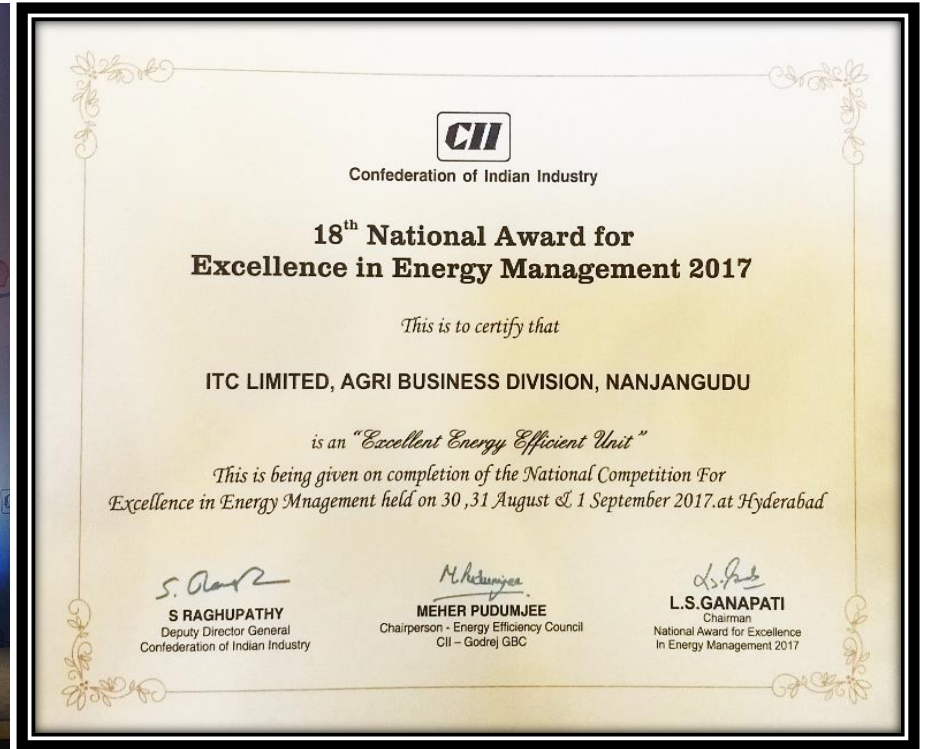 CII
Confederation of Indian Industry
18th National Award for
Excellence in Energy Management 2017
This is to certify that
ITC LIMITED, AGRI BUSINESS DIVISION, NANJANGUDU
is an "Excellent Energy Efficient Unit"
This is being given on completion of the National Competition For
Excellence in Energy Mnagement held on 30 ,31 August & 1 September 2017.at Hyderabad
S RAGHUPATHY
Deputy Director General
Confederation of Indian Industry
M. Pudumjee
MEHER PUDUMJEE
Chairperson - Energy Efficiency Council
CII – Godrej GBC
L.S.GANAPATI
Chairman
National Award for Excellence
In Energy Management 2017